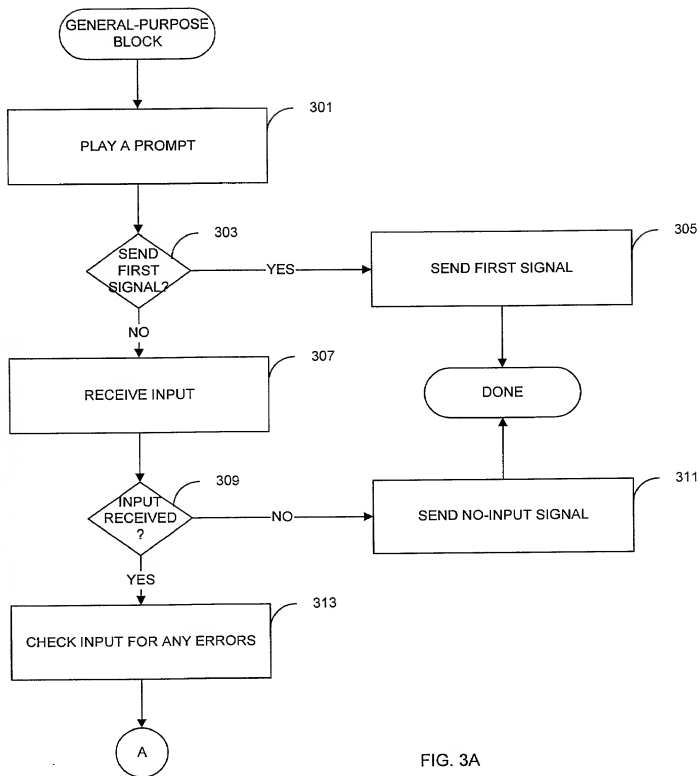 GENERAL-PURPOSE
BLOCK
301
PLAY A PROMPT
303
SEND
FIRST
SIGNAL?
YES
305
SEND FIRST SIGNAL
NO
307
RECEIVE INPUT
DONE
309
INPUT
RECEIVED
?
NO
311
SEND NO-INPUT SIGNAL
YES
313
CHECK INPUT FOR ANY ERRORS
A
FIG. 3A